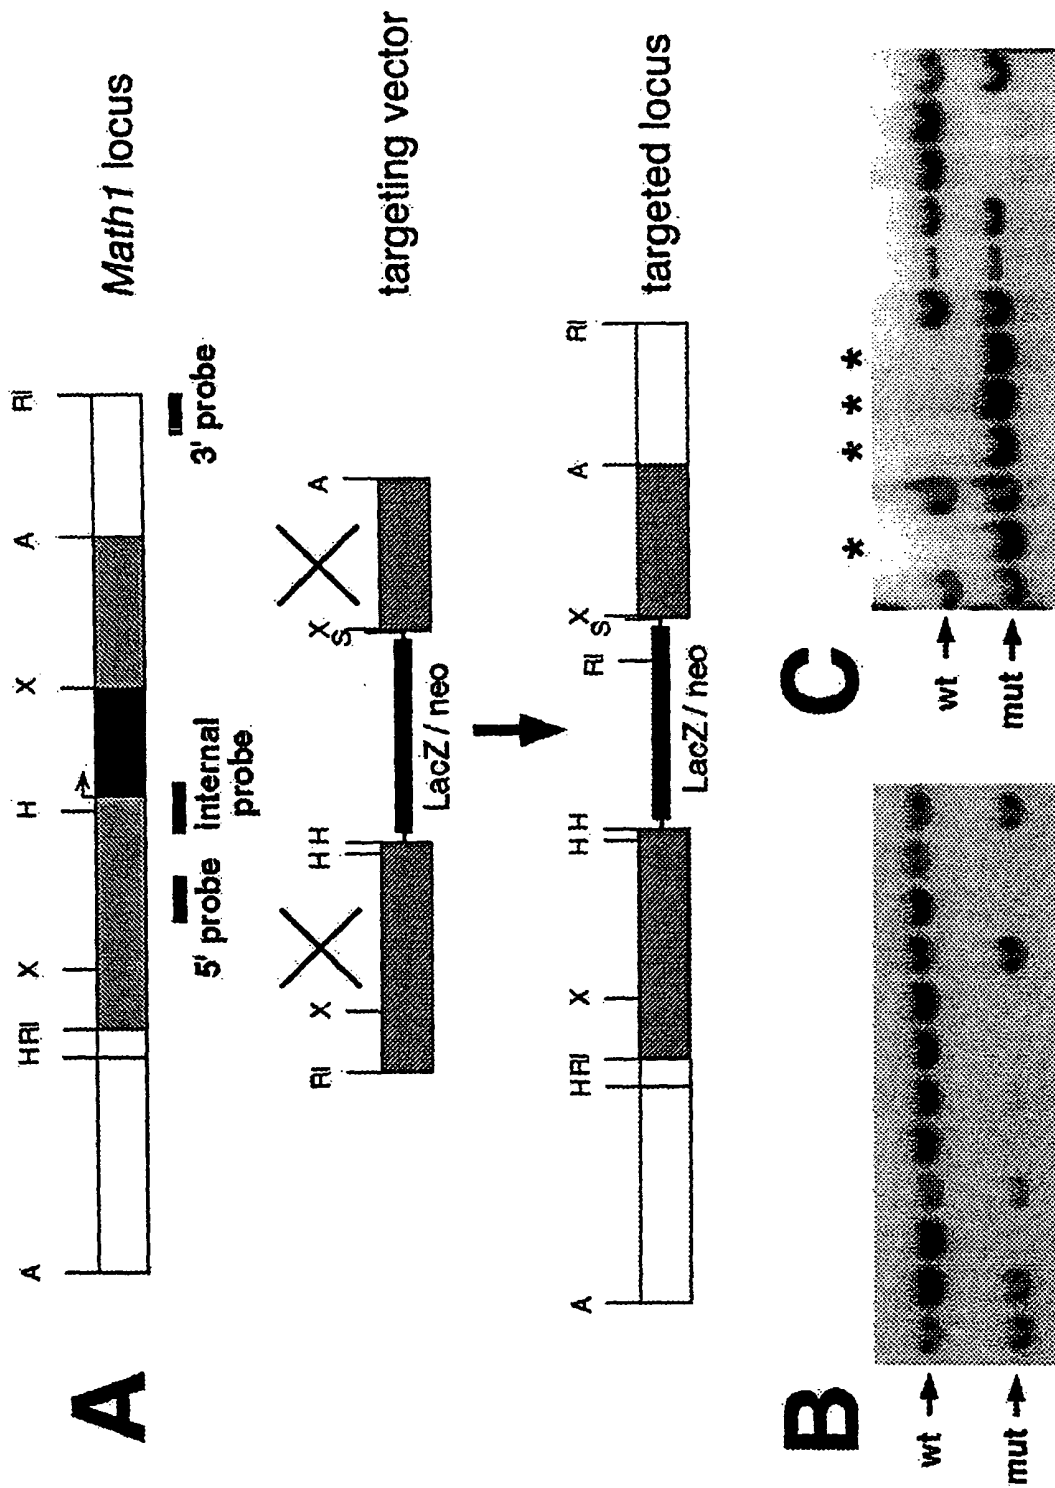 A
A HRI X H X A RI
Math1 locus
5' probe internal probe
3' probe
RI X H H X S A
targeting vector
LacZ / neo
A HRI X H H RI S X A RI
targeted locus
LacZ / neo
B
wt
mut
C
* * * *
wt
mut